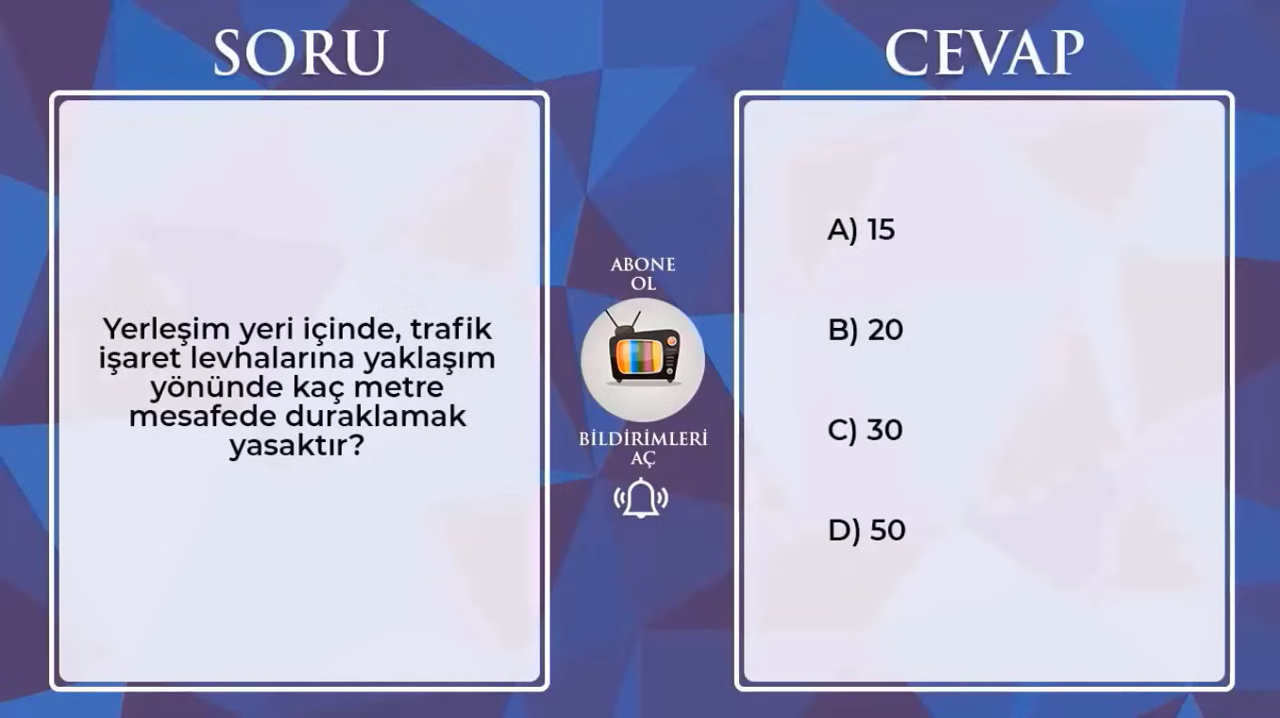 SORU
Yerleşim yeri içinde, trafik
işaret levhalarına yaklaşım
yönünde kaç metre
mesafede duraklamak
yasaktır?
ABONE
OL
BİLDİRİMLERİ
AÇ
CEVAP
A) 15
B) 20
C) 30
D) 50